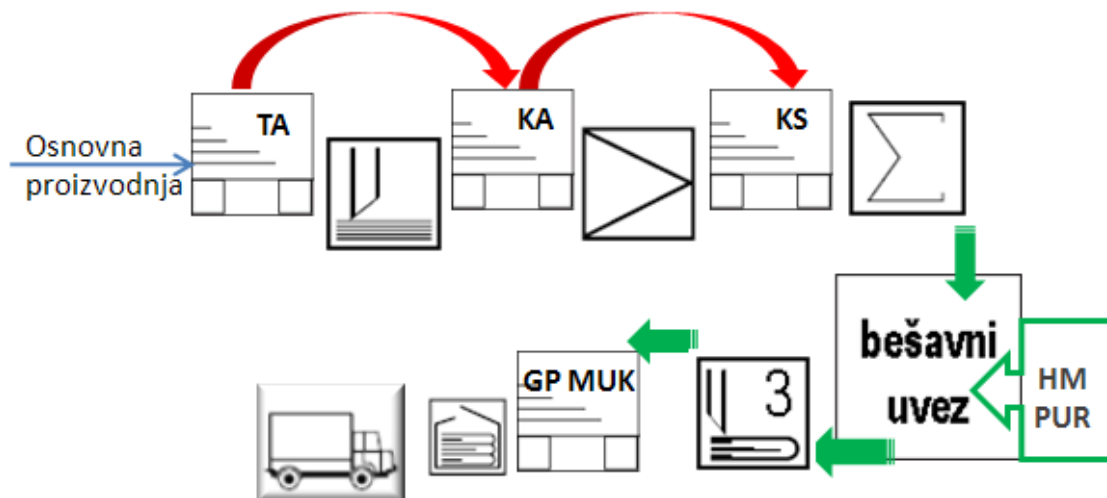 Osnovna
proizvodnja
TA
KA
KS
bešavni
uvez
HM
PUR
3
GP MUK